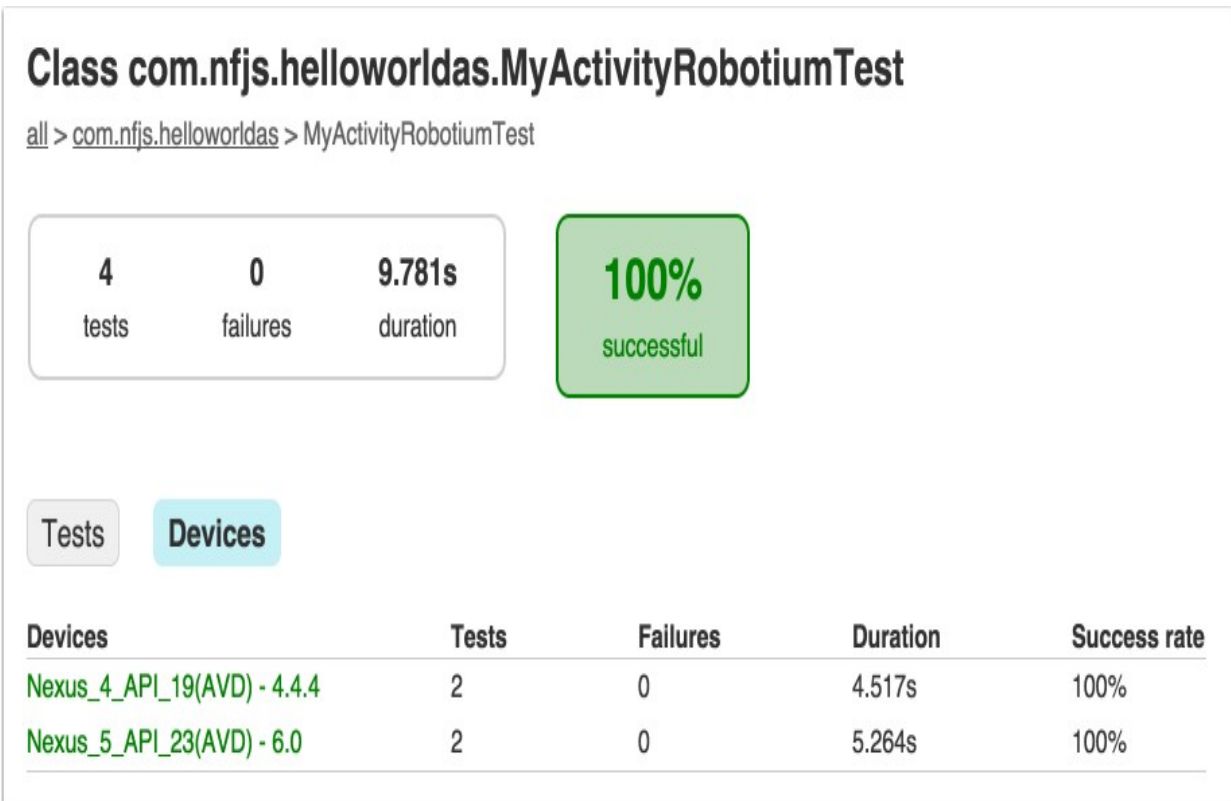 Class com.nfjs.helloworldas.MyActivityRobotiumTest
all > com.nfjs.helloworldas > MyActivityRobotiumTest
4 0 9.781s
tests failures duration
100%
successful
Tests Devices
Devices Tests Failures Duration Success rate
Nexus_4_API_19(AVD) - 4.4.4 2 0 4.517s 100%
Nexus_5_API_23(AVD) - 6.0 2 0 5.264s 100%